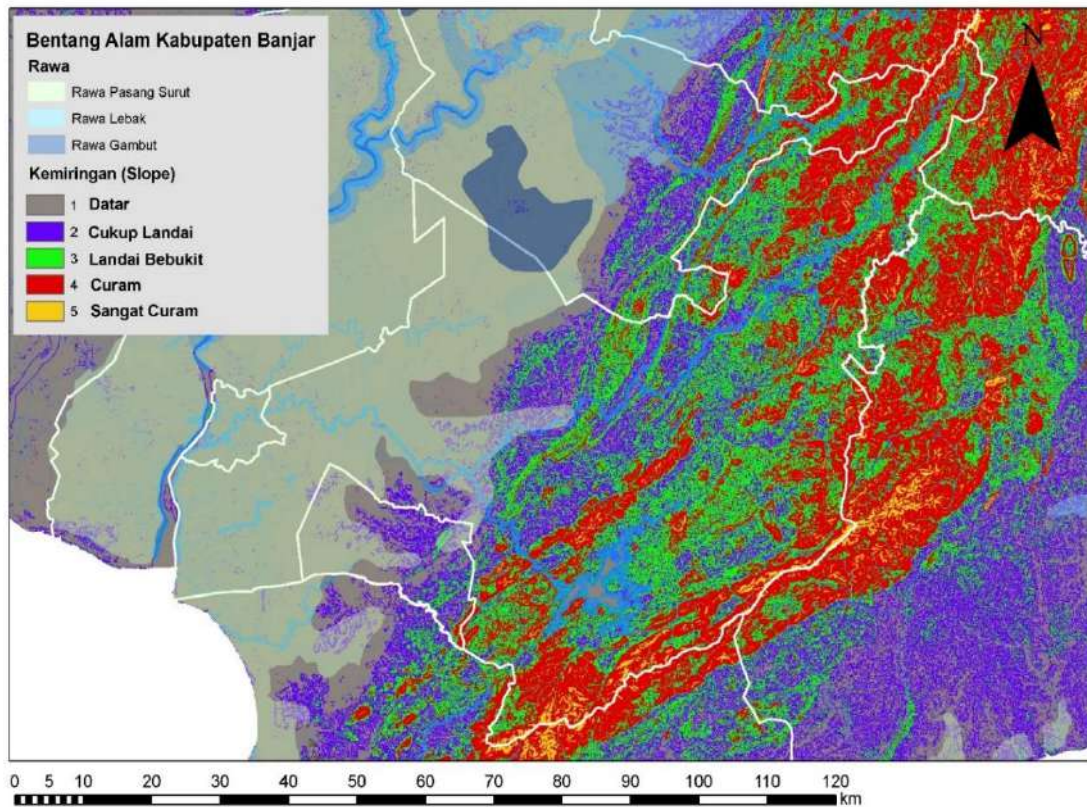 Bentang Alam Kabupaten Banjar
Rawa
Rawa Pasang Surut
Rawa Lebak
Rawa Gambut
Kemiringan (Slope)
1 Datar
2 Cukup Landai
3 Landai Bebukit
4 Curam
5 Sangat Curam
N
0 5 10 20 30 40 50 60 70 80 90 100 110 120
km